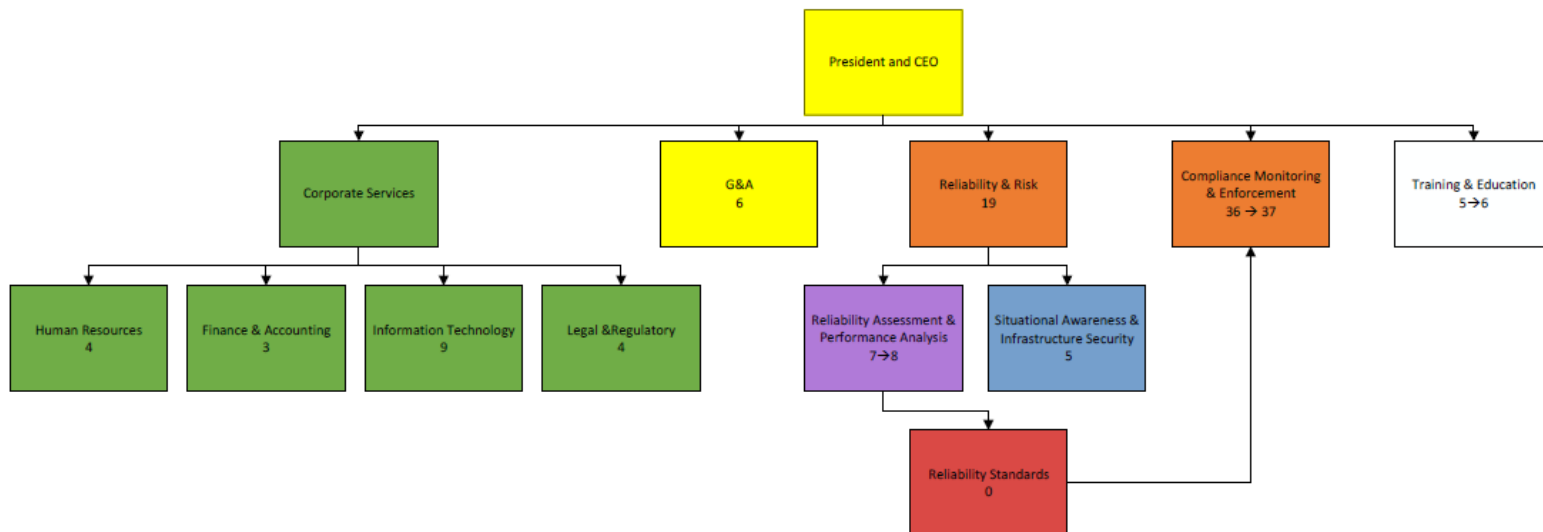 President and CEO
Corporate Services
G&A
6
Reliability & Risk
19
Compliance Monitoring
& Enforcement
36 → 37
Training & Education
5→6
Human Resources
4
Finance & Accounting
3
Information Technology
9
Legal &Regulatory
4
Reliability Assessment &
Performance Analysis
7→8
Situational Awareness &
Infrastructure Security
5
Reliability Standards
0